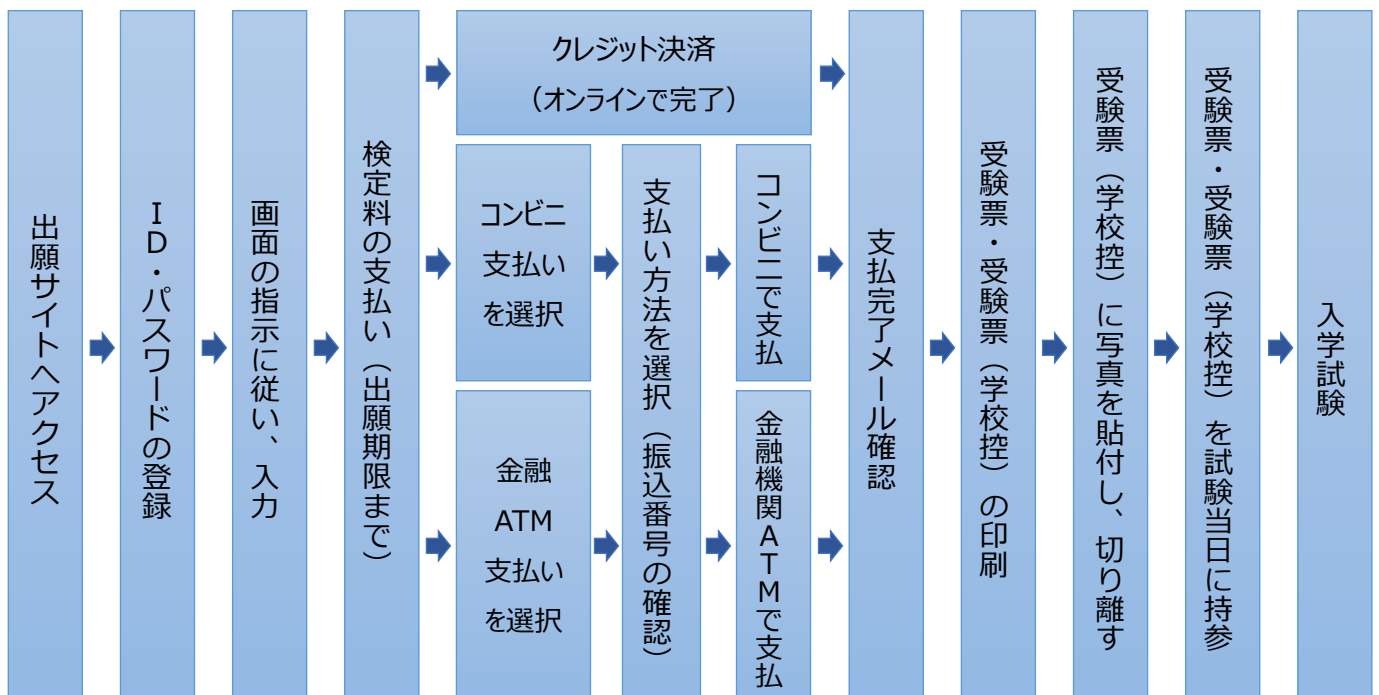 出願サイトへアクセス
ID・パスワードの登録
画面の指示に従い、入力
検定料の支払い（出願期限まで）
クレジット決済
（オンラインで完了）
コンビニ
支払い
を選択
金融
ATM
支払い
を選択
支払い方法を選択（振込番号の確認）
コンビニで支払
金融機関ATMで支払
支払完了メール確認
受験票・受験票（学校控）の印刷
受験票（学校控）に写真を貼付し、切り離す
受験票・受験票（学校控）を試験当日に持参
入学試験